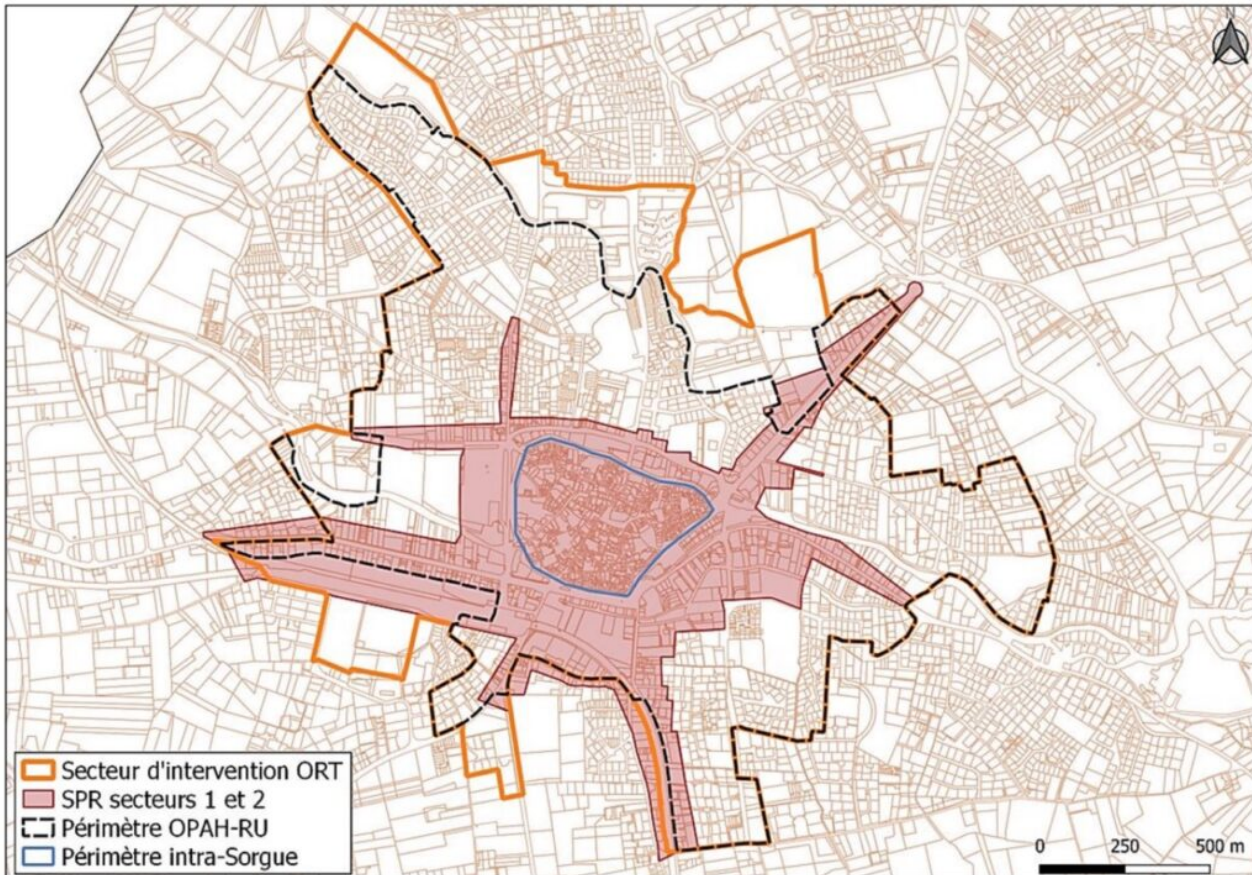 N
Secteur d'intervention ORT
SPR secteurs 1 et 2
Périmètre OPAH-RU
Périmètre intra-Sorgue
0 250 500 m